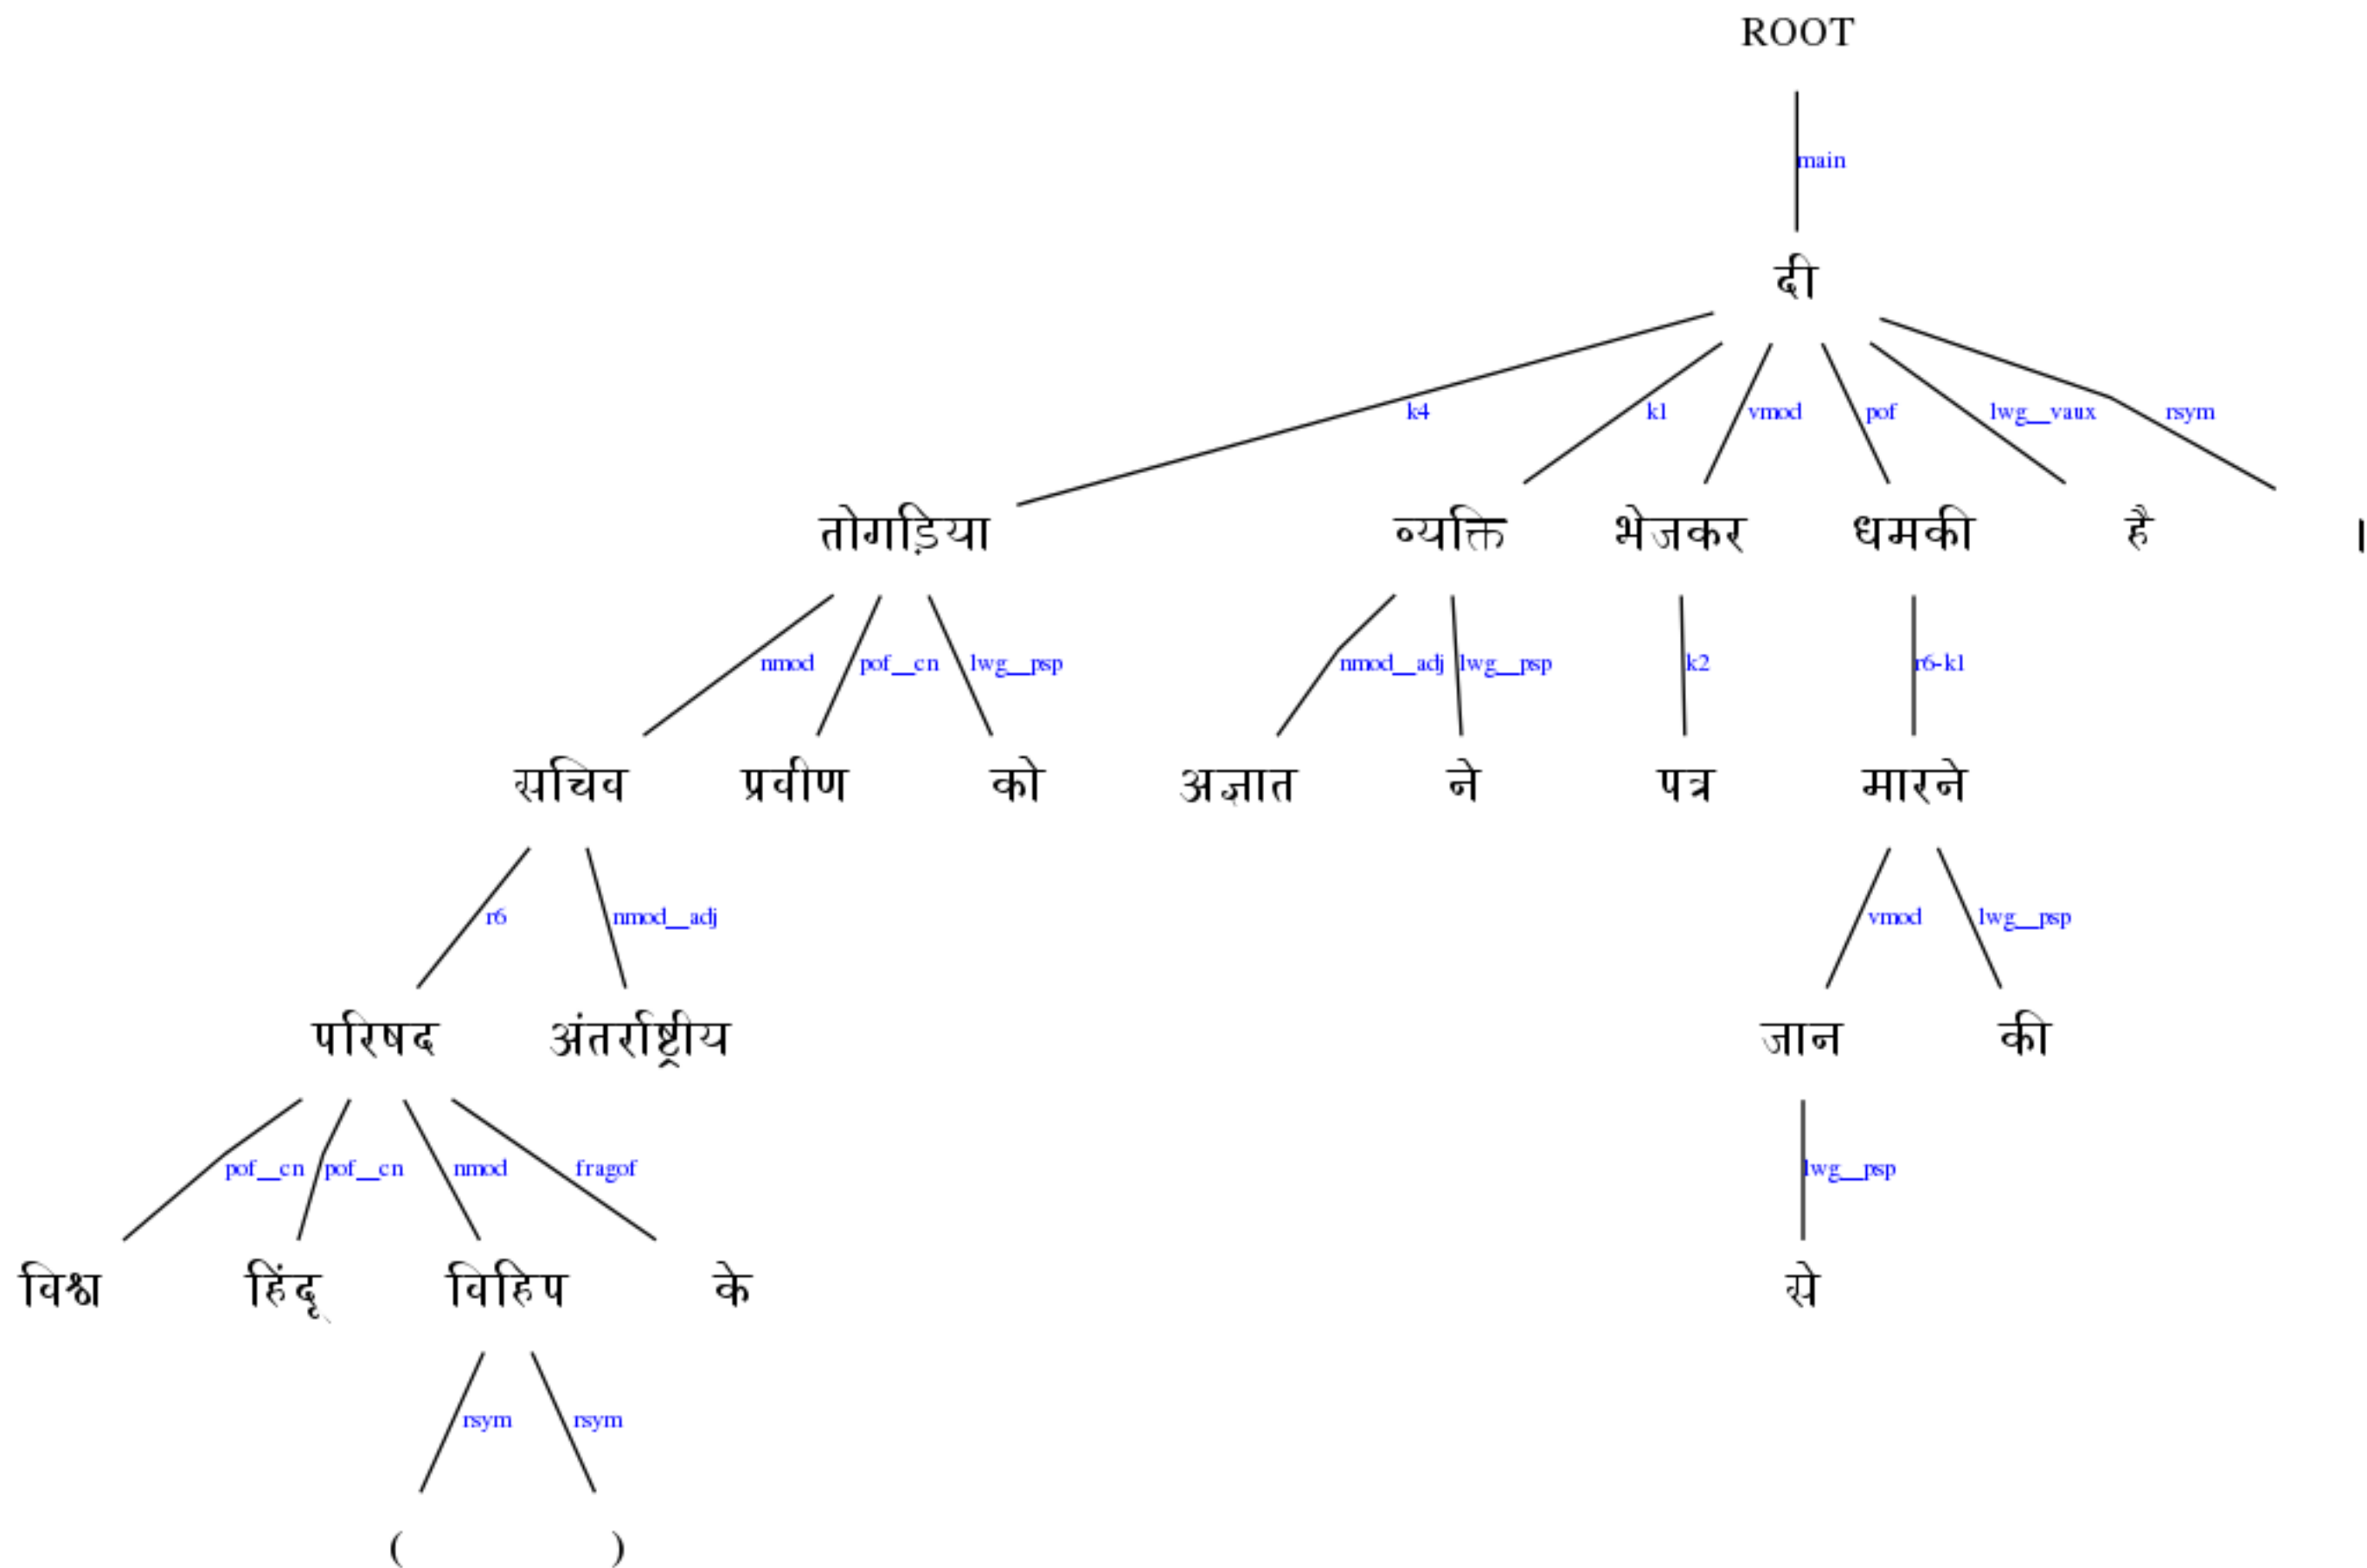 ROOT
main
दी
k4 k1 vmod pof lwg__vaux rsym
तोगड़िया व्यक्ति भेजकर धमकी है ।
nmod pof__cn lwg__psp nmod__adj lwg__psp k2 r6-k1
सचिव प्रवीण को अज्ञात ने पत्र मारने
r6 nmod__adj vmod lwg__psp
परिषद अंतर्राष्ट्रीय जान की
pof__cn pof__cn nmod fragof lwg__psp
विश्व हिंदू विहिप के से
rsym rsym
( )